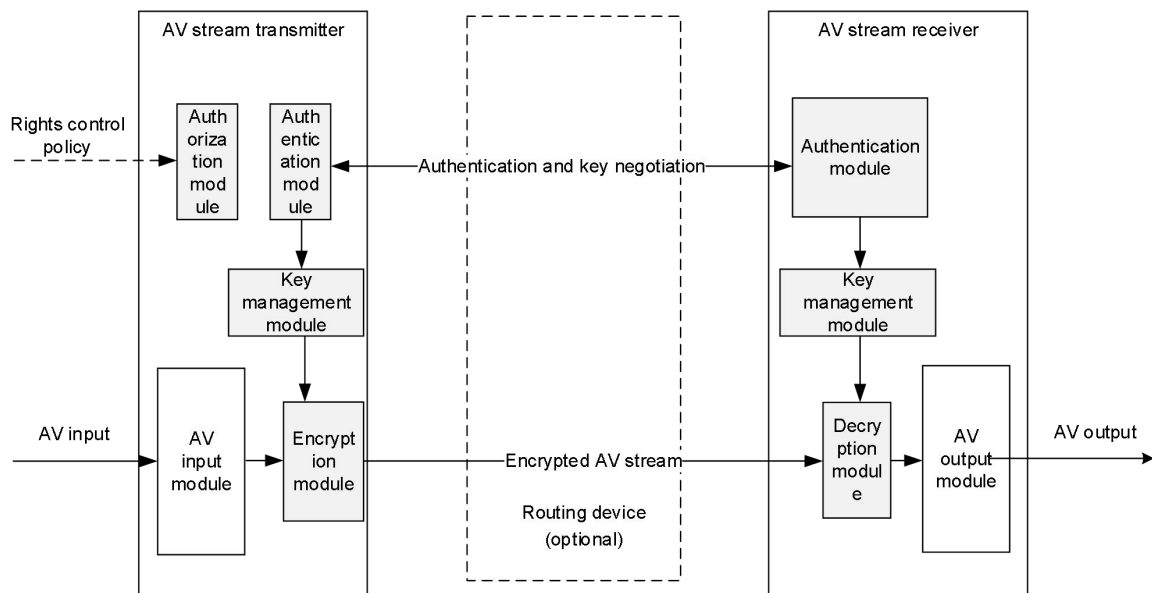 AV stream transmitter
AV stream receiver
Rights control
policy
Auth
orizat
ion
mod
ule
Auth
entic
ation
mod
ule
Authentication and key negotiation
Authentication
module
Key
management
module
Key
management
module
AV input
AV
input
module
Encrypt
ion
module
Encrypted AV stream
Routing device
(optional)
Decry
ption
modul
e
AV
output
module
AV output